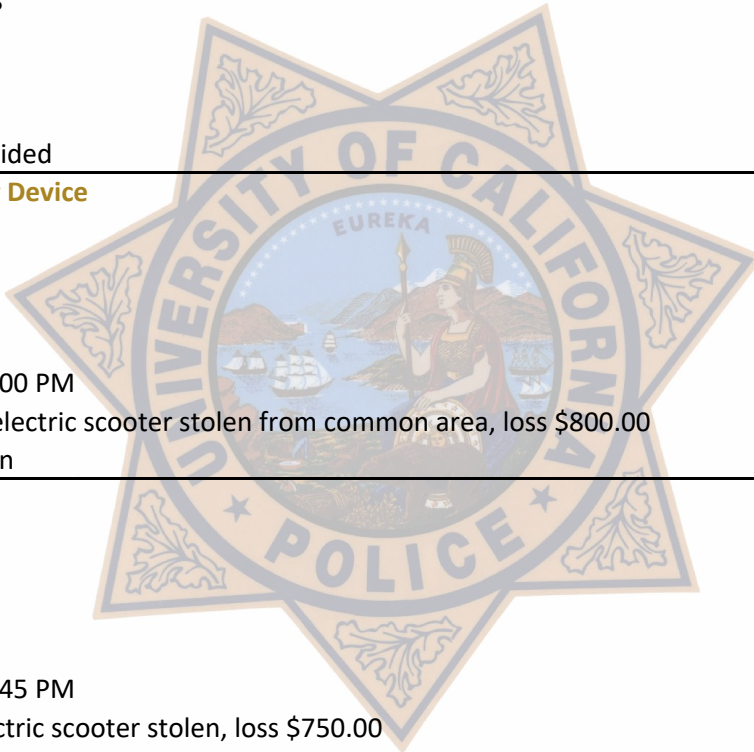 ided
Device
UNIVERSITY OF CALIFORNIA
EUREKA
:00 PM
electric scooter stolen from common area, loss $800.00
n
POLICE
:45 PM
ctric scooter stolen, loss $750.00